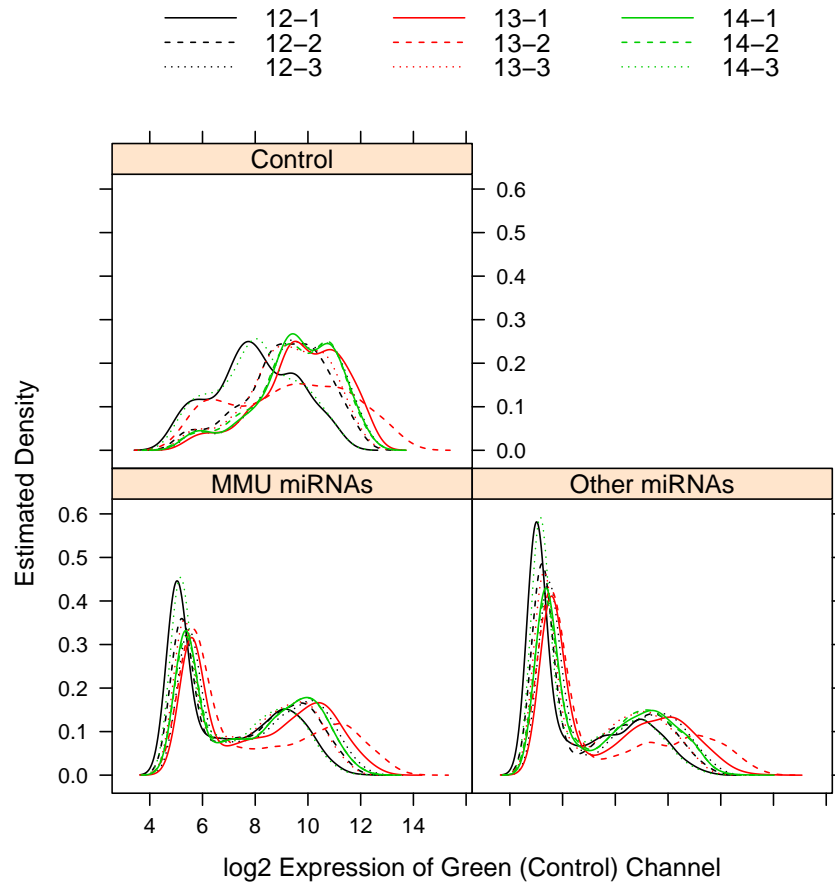 12−1 13−1 14−1
12−2 13−2 14−2
12−3 13−3 14−3
Control
0.6
0.5
0.4
0.3
0.2
0.1
0.0
MMU miRNAs Other miRNAs
0.6
0.5
0.4
0.3
0.2
0.1
0.0
4 6 8 10 12 14
Estimated Density
log2 Expression of Green (Control) Channel